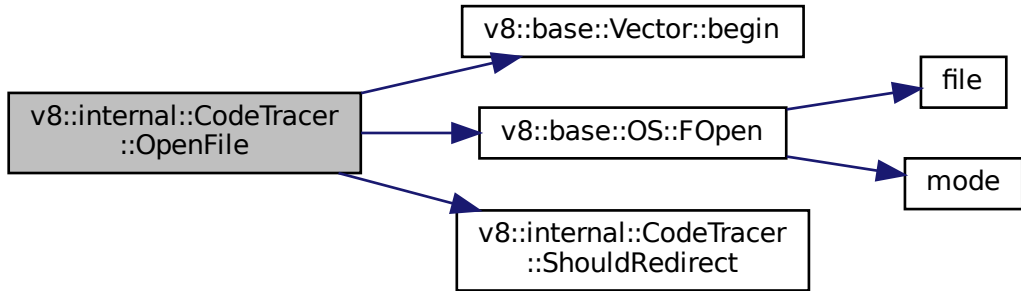 v8::internal::CodeTracer
::OpenFile
v8::base::Vector::begin
v8::base::OS::FOpen
file
mode
v8::internal::CodeTracer
::ShouldRedirect